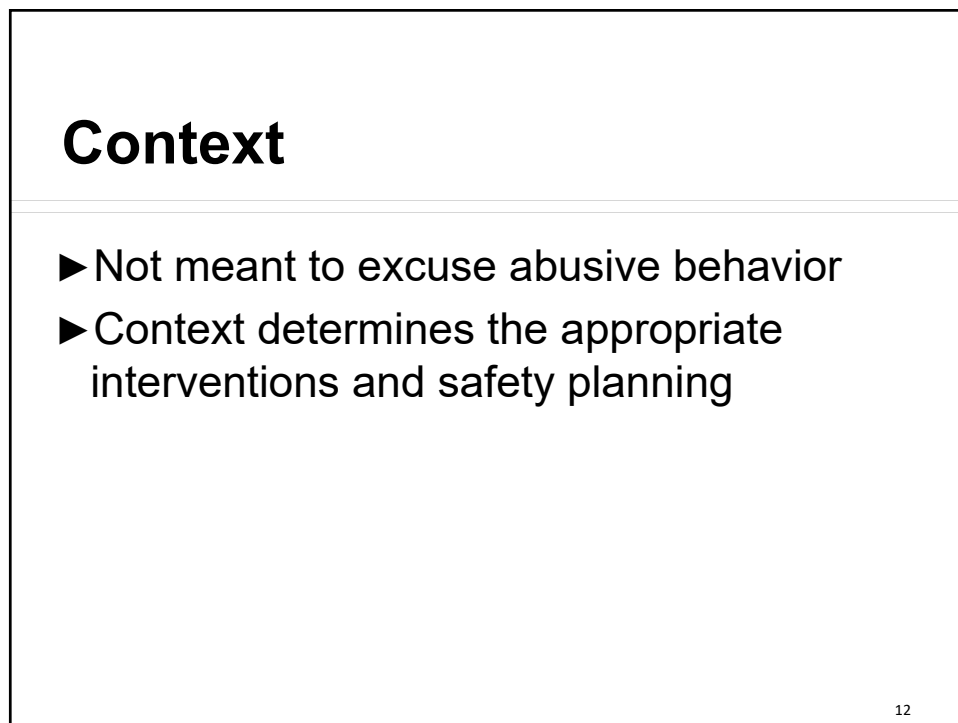 Context
►Not meant to excuse abusive behavior
►Context determines the appropriate
interventions and safety planning
12